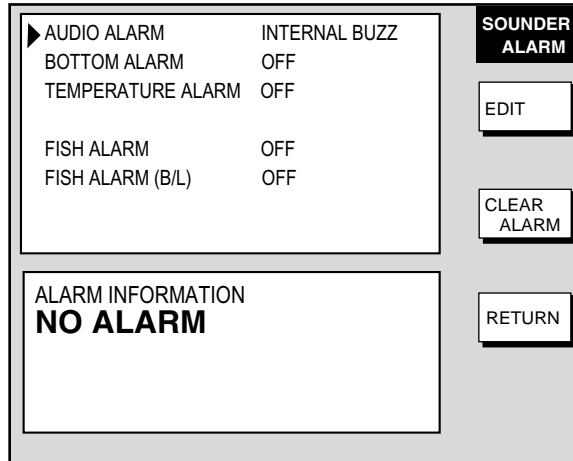 AUDIO ALARM INTERNAL BUZZ
BOTTOM ALARM OFF
TEMPERATURE ALARM OFF
FISH ALARM OFF
FISH ALARM (B/L) OFF
ALARM INFORMATION
NO ALARM
SOUNDER
ALARM
EDIT
CLEAR
ALARM
RETURN